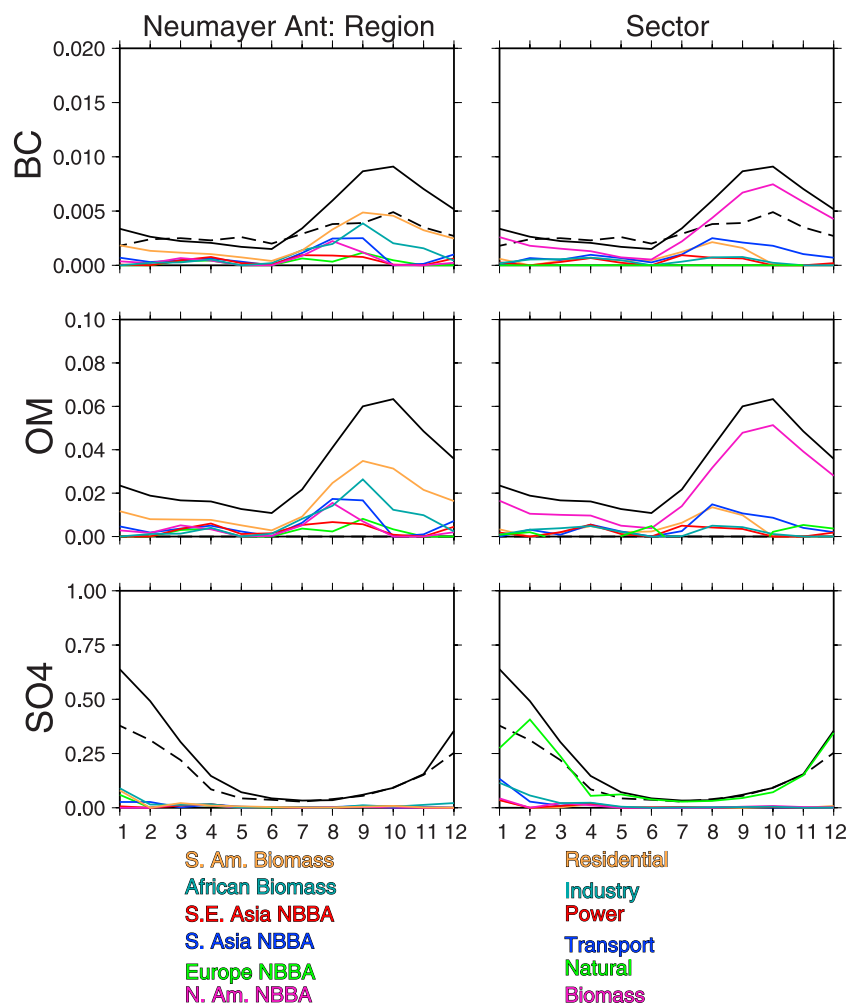 Neumayer Ant: Region
Sector
BC
0.020
0.015
0.010
0.005
0.000
OM
0.10
0.08
0.06
0.04
0.02
0.00
SO4
1.00
0.75
0.50
0.25
0.00
1 2 3 4 5 6 7 8 9 10 11 12
1 2 3 4 5 6 7 8 9 10 11 12
S. Am. Biomass
African Biomass
S.E. Asia NBBA
S. Asia NBBA
Europe NBBA
N. Am. NBBA
Residential
Industry
Power
Transport
Natural
Biomass